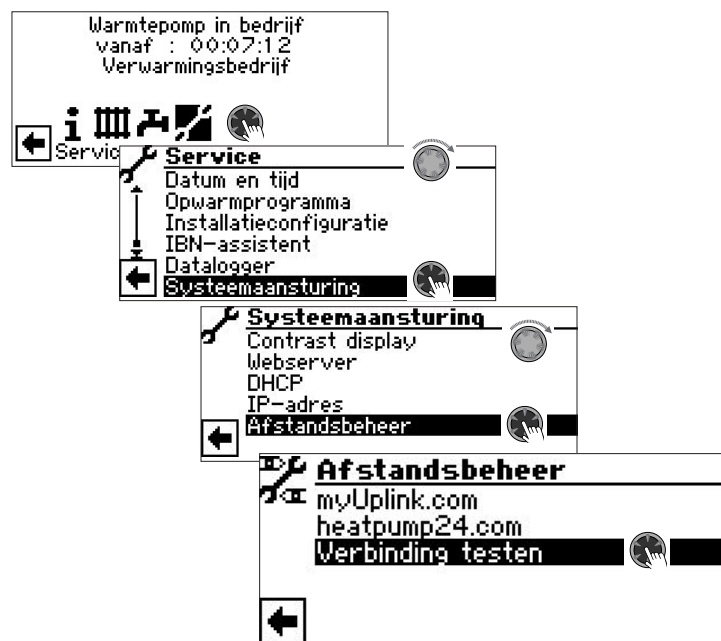 Warmtepomp in bedrijf
vanaf : 00:07:12
Verwarmingsbedrijf
Servic
Service
Datum en tijd
Opwarmprogramma
Installatieconfiguratie
IBN-assistent
Datalogger
Systeemaansturing
Systeemaansturing
Contrast display
Webserver
DHCP
IP-adres
Afstandsbeheer
Afstandsbeheer
myUplink.com
heatpump24.com
Verbinding testen